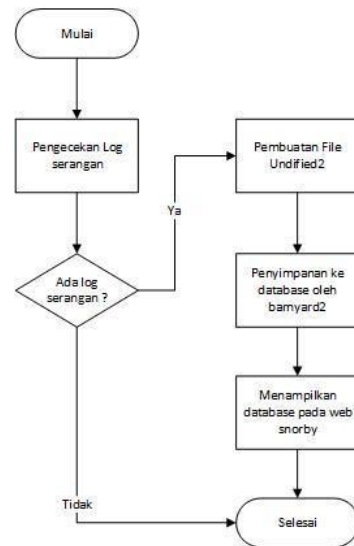 Mulai
Pengecekan Log
serangan
Ada log
serangan ?
Ya
Tidak
Pembuatan File
Undified2
Penyimpanan ke
database oleh
barnyard2
Menampilkan
database pada web
snorby
Selesai